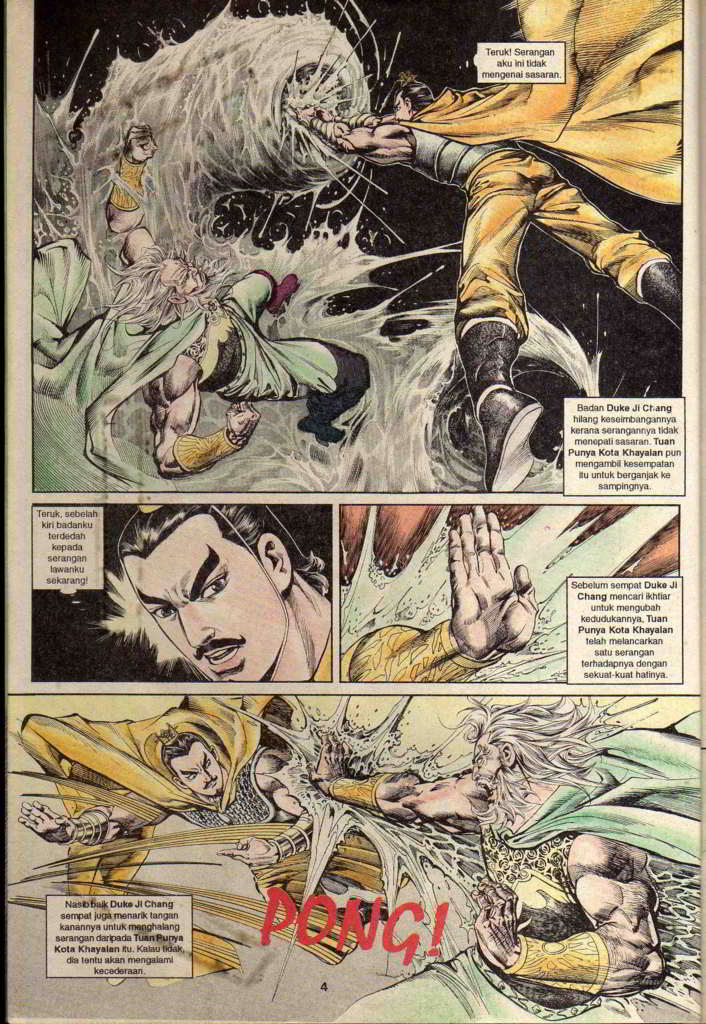 Teruk! Serangan
aku ini tidak
mengenai sasaran.
Badan Duke Ji Chang
hilang keseimbangannya
kerana serangannya tidak
menepati sasaran. Tuan
Punya Kota Khayalan pun
mengambil kesempatan
itu untuk berganjak ke
sampingnya.
Teruk, sebelah
kiri badanku
terdedah
kepada
serangan
lawanku
sekarang!
Sebelum sempat Duke Ji
Chang mencari ikhtiar
untuk mengubah
kedudukannya, Tuan
Punya Kota Khayalan
telah melancarkan
satu serangan
terhadapnya dengan
sekuat-kuat hatinya.
Nasib baik Duke Ji Chang
sempat juga menarik tangan
kanannya untuk menghalang
serangan daripada Tuan Punya
Kota Khayalan itu. Kalau tidak,
dia tentu akan mengalami
kecederaan.
PONG!
4